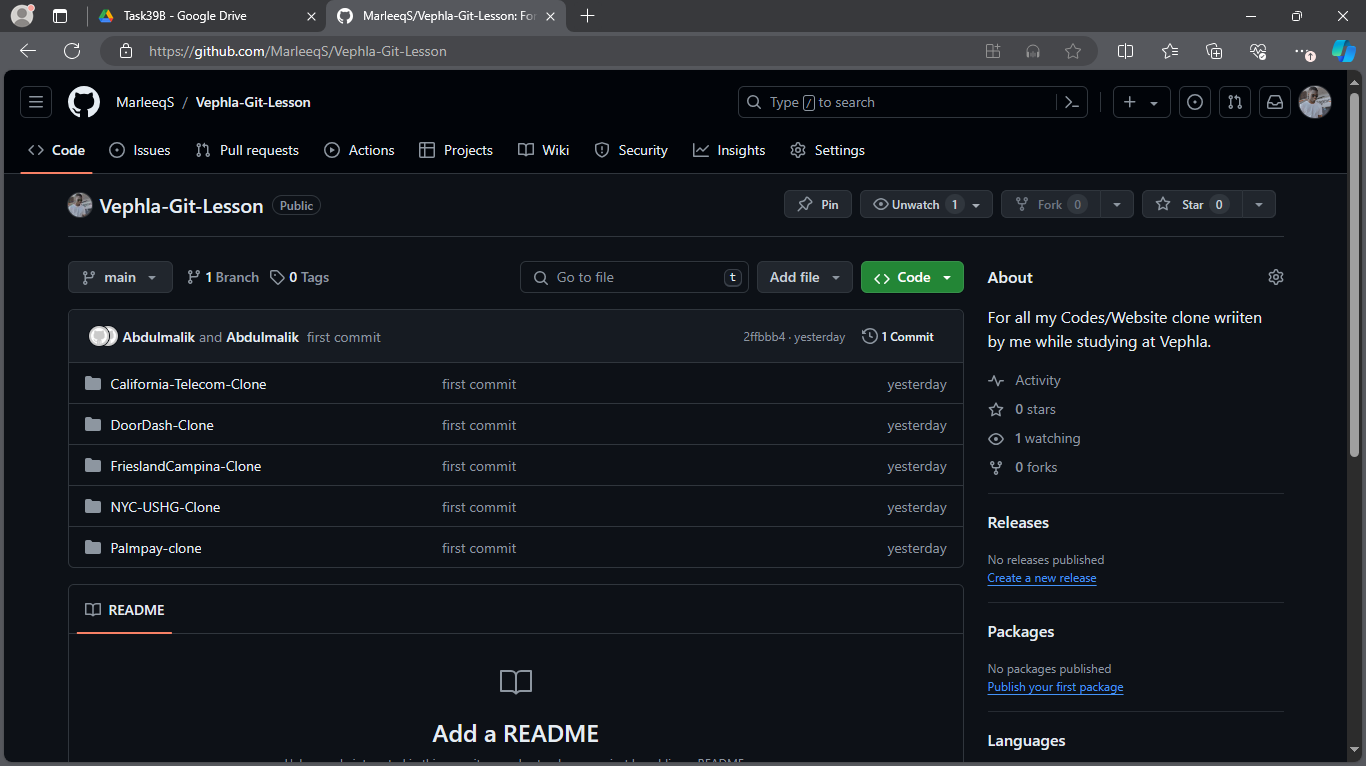 Task39B - Google Drive
MarleeqS/Vephla-Git-Lesson: For
https://github.com/MarleeqS/Vephla-Git-Lesson
MarleeqS / Vephla-Git-Lesson
Type / to search
Code
Issues
Pull requests
Actions
Projects
Wiki
Security
Insights
Settings
Vephla-Git-Lesson
Public
Pin
Unwatch 1
Fork 0
Star 0
main
1 Branch
0 Tags
Go to file
t
Add file
Code
Abdulmalik and Abdulmalik first commit
2ffbbb4 · yesterday
1 Commit
California-Telecom-Clone first commit yesterday
DoorDash-Clone first commit yesterday
FrieslandCampina-Clone first commit yesterday
NYC-USHG-Clone first commit yesterday
Palmpay-clone first commit yesterday
README
Add a README
About
For all my Codes/Website clone wriiten
by me while studying at Vephla.
Activity
0 stars
1 watching
0 forks
Releases
No releases published
Create a new release
Packages
No packages published
Publish your first package
Languages